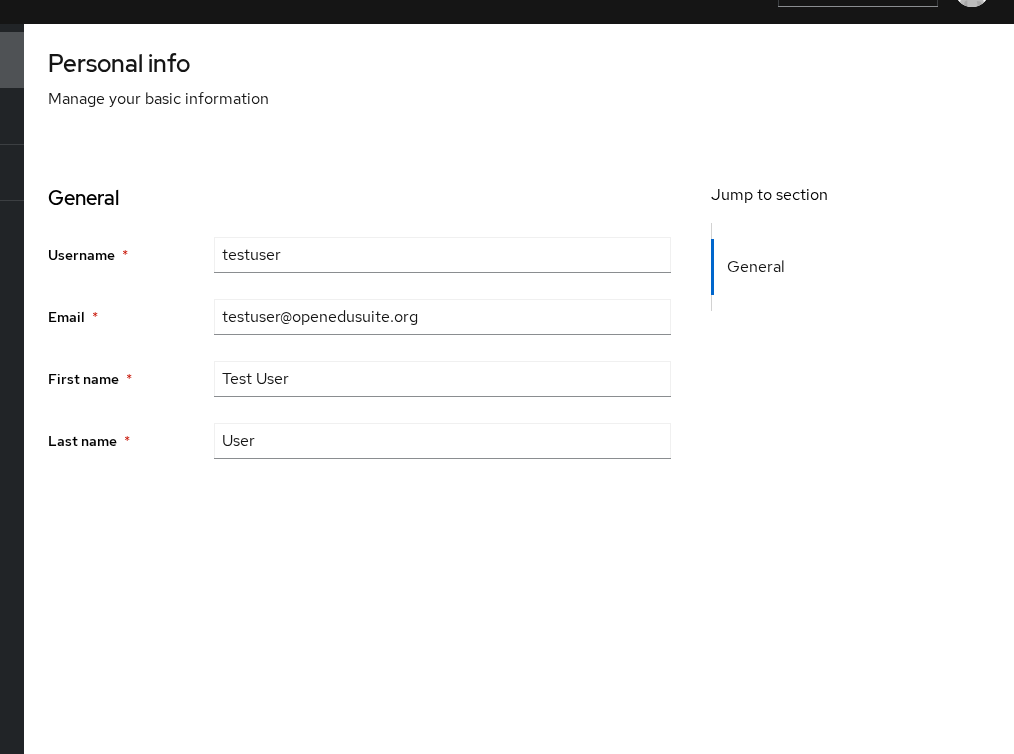 Personal info
Manage your basic information
General
Jump to section
Username *
testuser
General
Email *
testuser@openedusuite.org
First name *
Test User
Last name *
User